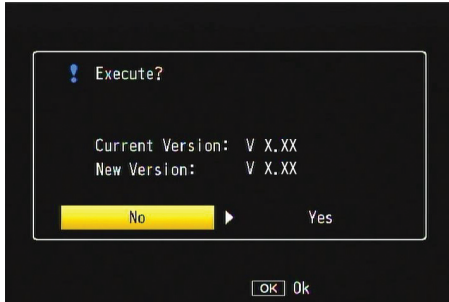 Execute?
Current Version: V X.XX
New Version: V X.XX
No Yes
OK Ok